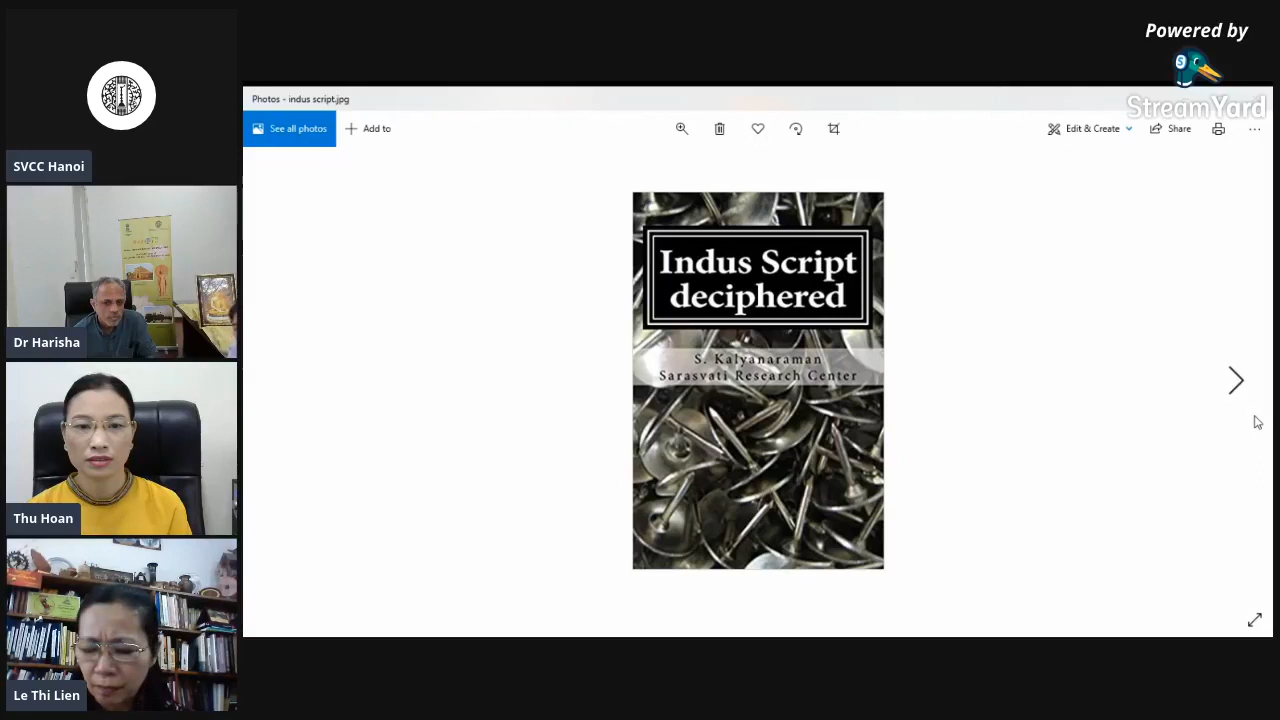 Powered by
S
StreamYard
SVCC Hanoi
Dr Harisha
Thu Hoan
Le Thi Lien
Photos - indus script.jpg
See all photos
Add to
Edit & Create
Share
Indus Script
deciphered
S. Kalyanaraman
Sarasvati Research Center